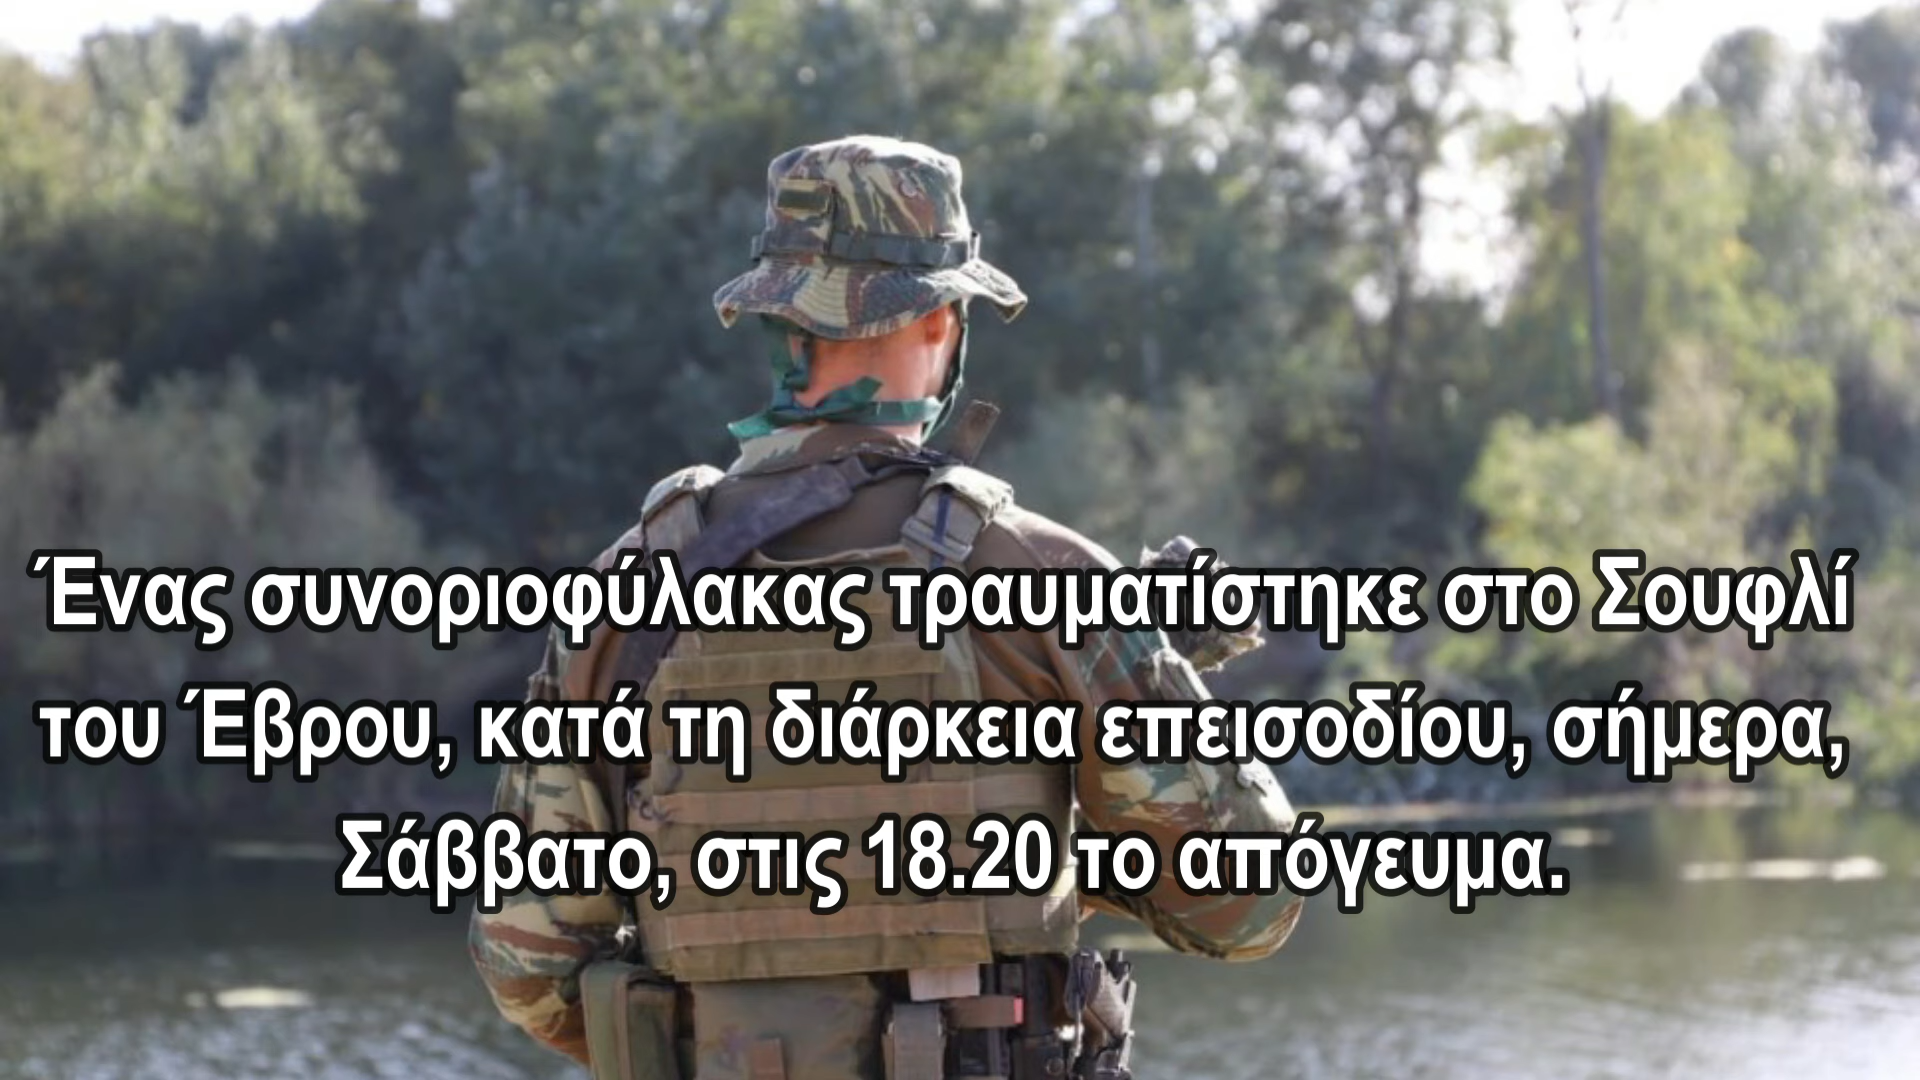 Ένας συνοριοφύλακας τραυματίστηκε στο Σουφλί
του Έβρου, κατά τη διάρκεια επεισοδίου, σήμερα,
Σάββατο, στις 18.20 το απόγευμα.